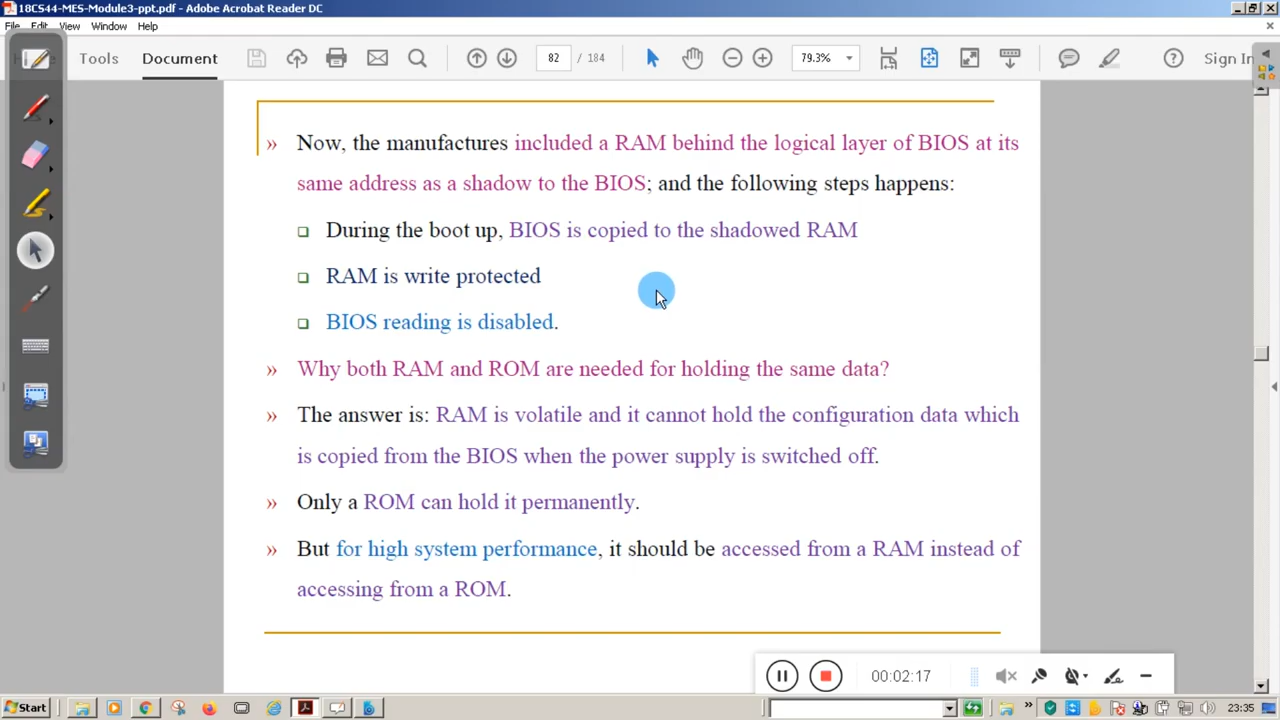 18CS44-MES-Module3-ppt.pdf - Adobe Acrobat Reader DC
File Edit View Window Help
Tools Document 82 / 184 79.3% Sign In
» Now, the manufactures included a RAM behind the logical layer of BIOS at its
same address as a shadow to the BIOS; and the following steps happens:
❑ During the boot up, BIOS is copied to the shadowed RAM
❑ RAM is write protected
❑ BIOS reading is disabled.
» Why both RAM and ROM are needed for holding the same data?
» The answer is: RAM is volatile and it cannot hold the configuration data which
is copied from the BIOS when the power supply is switched off.
» Only a ROM can hold it permanently.
» But for high system performance, it should be accessed from a RAM instead of
accessing from a ROM.
00:02:17
Start 23:35